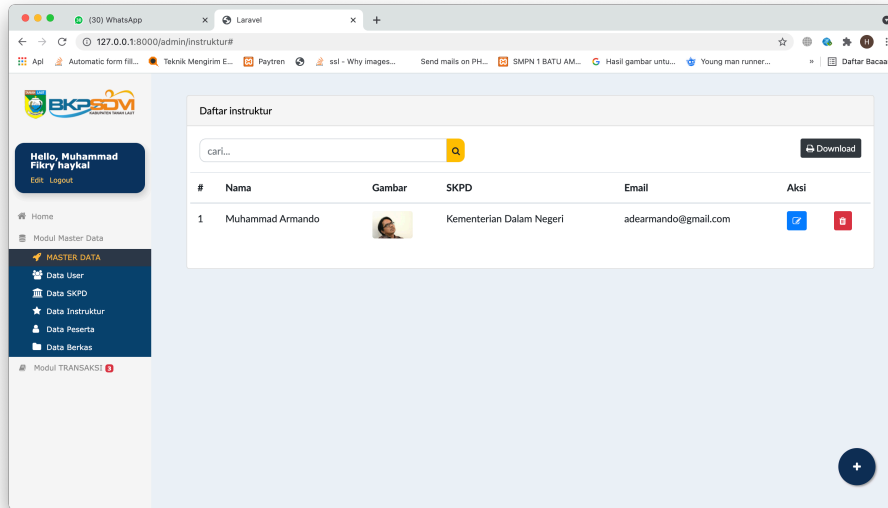 (30) WhatsApp
Laravel
127.0.0.1:8000/admin/instruktur#
Apl
Automatic form fill...
Teknik Mengirim E...
Paytren
ssl - Why images...
Send mails on PH...
SMPN 1 BATU AM...
Hasil gambar untu...
Young man runner...
»
Daftar Bacaa
BKPSDM
KABUPATEN TANAH LAUT
Hello, Muhammad
Fikry haykal
Edit Logout
Home
Modul Master Data
MASTER DATA
Data User
Data SKPD
Data Instruktur
Data Peserta
Data Berkas
Modul TRANSAKSI 3
Daftar instruktur
cari...
Download
# Nama Gambar SKPD Email Aksi
1 Muhammad Armando Kementerian Dalam Negeri adearmando@gmail.com